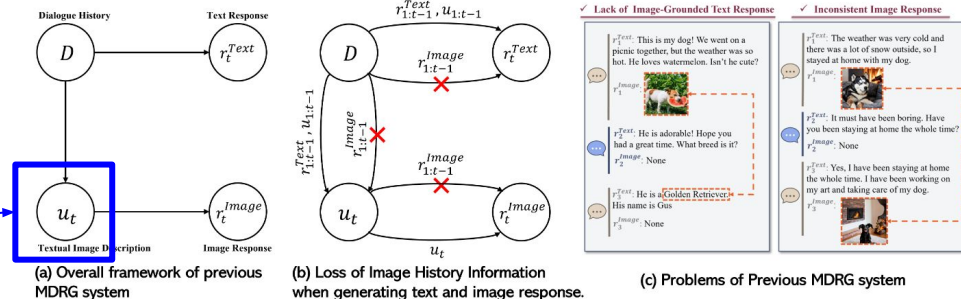 Dialogue History
Text Response
D
r_t^{Text}
u_t
r_t^{Image}
Textual Image Description
Image Response
(a) Overall framework of previous
MDRG system
r_{1:t-1}^{Text}, u_{1:t-1}
D
r_{1:t-1}^{Image}
r_t^{Text}
r_{1:t-1}^{Text}, u_{1:t-1}
r_{1:t-1}^{Image}
r_{1:t-1}^{Image}
u_t
r_t^{Image}
u_t
(b) Loss of Image History Information
when generating text and image response.
✓ Lack of Image-Grounded Text Response
r_1^{Text}: This is my dog! We went on a
picnic together, but the weather was so
hot. He loves watermelon. Isn't he cute?
r_1^{Image}:
r_2^{Text}: He is adorable! Hope you
had a great time. What breed is it?
r_2^{Image}: None
r_3^{Text}: He is a Golden Retriever.
His name is Gus
r_3^{Image}: None
✓ Inconsistent Image Response
r_1^{Text}: The weather was very cold and
there was a lot of snow outside, so I
stayed at home with my dog.
r_1^{Image}:
r_2^{Text}: It must have been boring. Have
you been staying at home the whole time?
r_2^{Image}: None
r_3^{Text}: Yes, I have been staying at home
the whole time. I have been working on
my art and taking care of my dog.
r_3^{Image}:
(c) Problems of Previous MDRG system